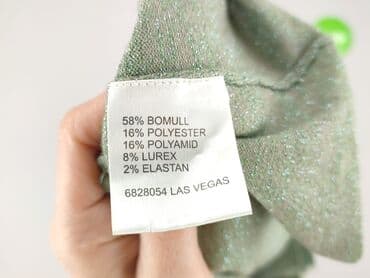 58% BOMULL
16% POLYESTER
16% POLYAMID
8% LUREX
2% ELASTAN
6828054 LAS VEGAS